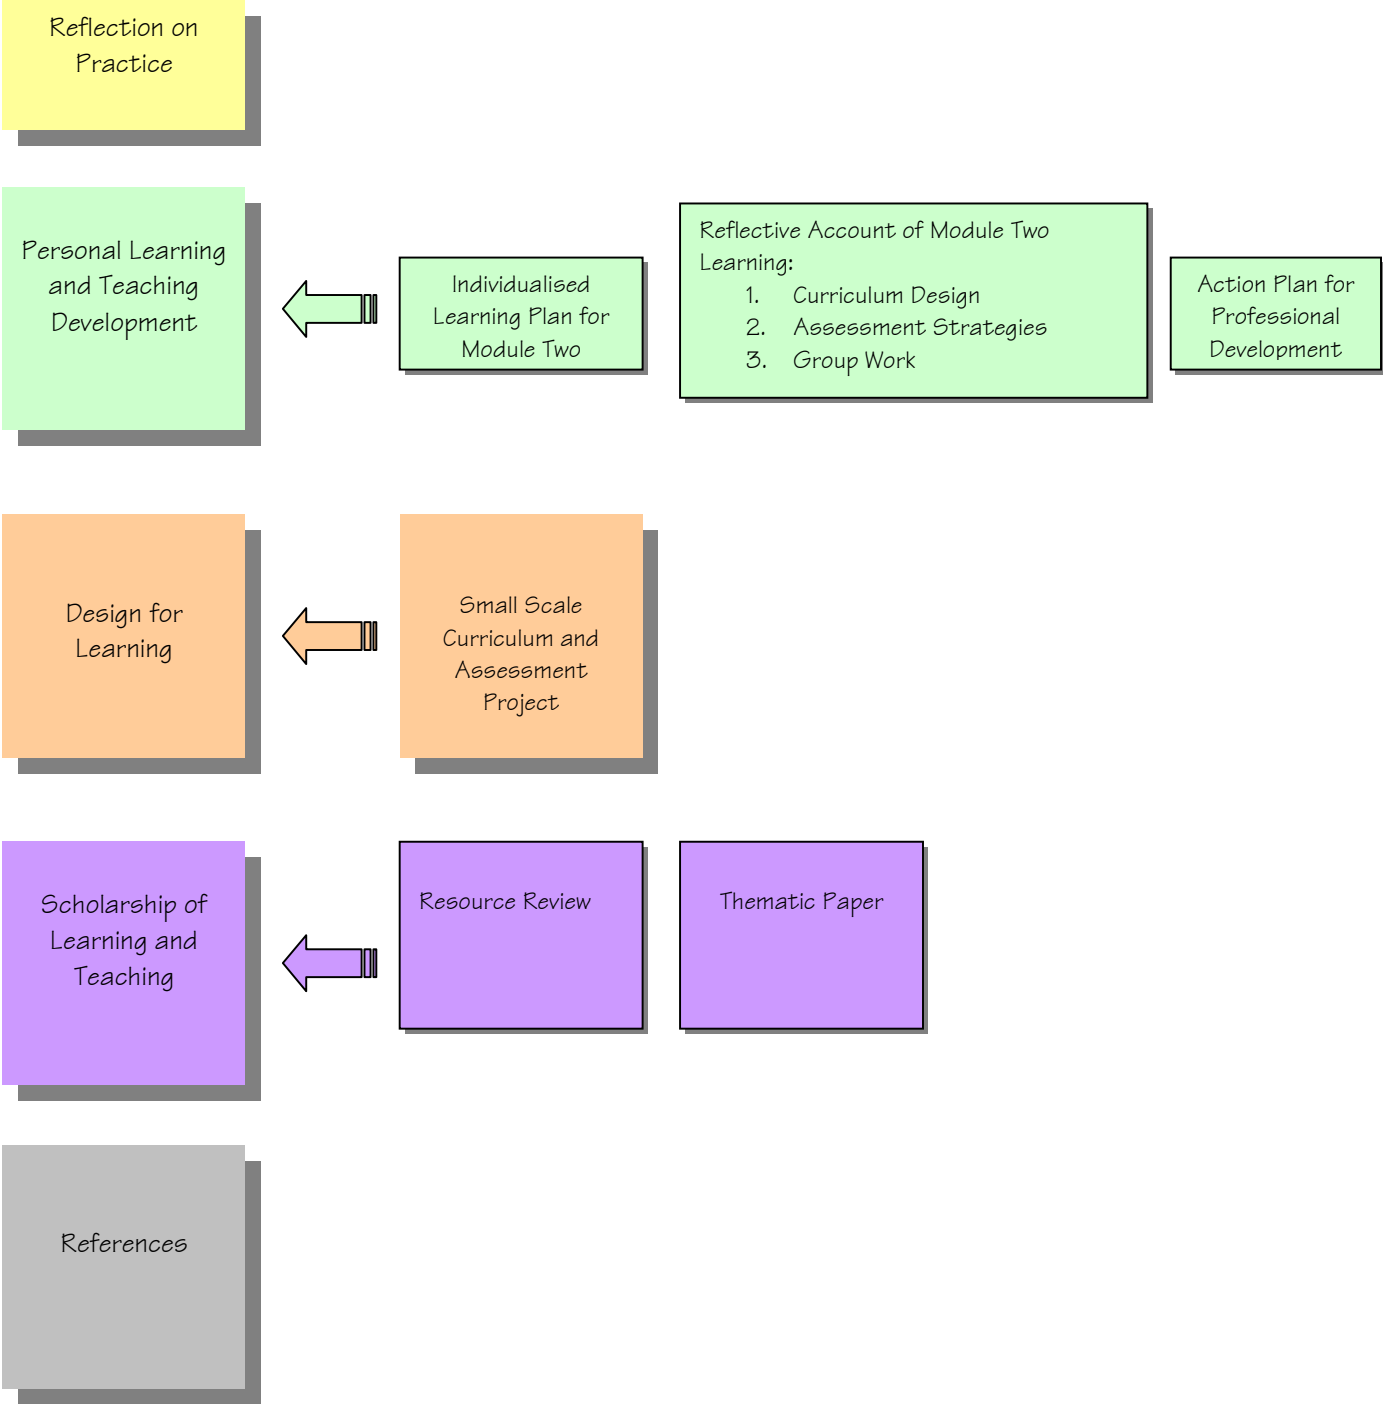 Reflection on
Practice
Personal Learning
and Teaching
Development
Individualised
Learning Plan for
Module Two
Reflective Account of Module Two
Learning:
1. Curriculum Design
2. Assessment Strategies
3. Group Work
Action Plan for
Professional
Development
Design for
Learning
Small Scale
Curriculum and
Assessment
Project
Scholarship of
Learning and
Teaching
Resource Review
Thematic Paper
References